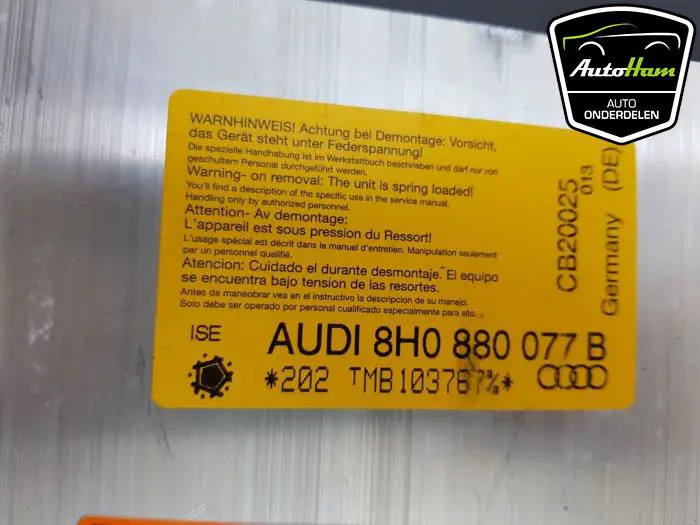 AutoHam
AUTO
ONDERDELEN
WARNHINWEIS! Achtung bei Demontage: Vorsicht,
das Gerät steht unter Federspannung!
Die spezielle Handhabung ist im Werkstattbuch beschrieben und darf nur von
geschultem Personal durchgeführt werden.
Warning- on removal: The unit is spring loaded!
You'll find a description of the specific use in the service manual.
Handling only by authorized personnel.
Attention- Av demontage:
L'appareil est sous pression du Ressort!
L'usage spécial est décrit dans le manuel d'entretien. Manipulation seulement
par un personnel qualifié.
Atencion: Cuidado el durante desmontaje. El equipo
se encuentra bajo tension de las resortes.
Antes de maneobrar vea en el instructivo la descripcion de su manejo.
Solo debe ser operado por personal cualificado especialmente para ello.
CB20025
013
Germany (DE)
ISE
AUDI 8H0 880 077 B
*202 TMB103767%*